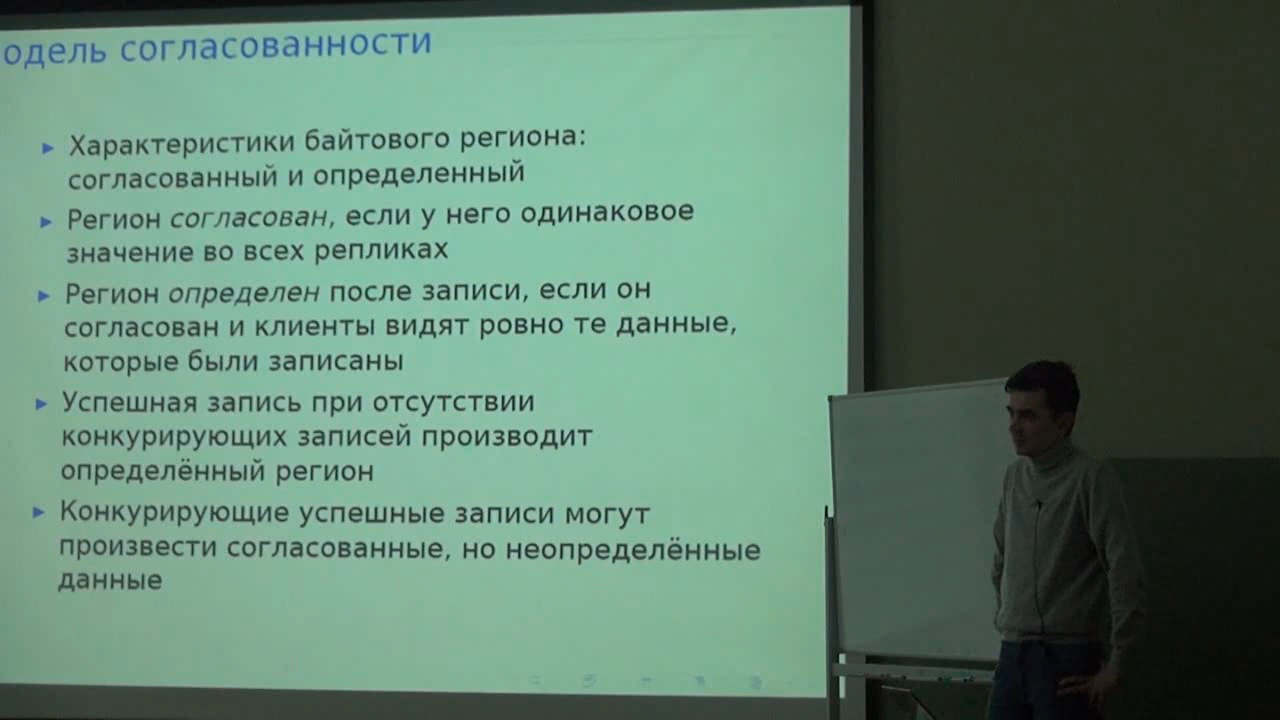 одель согласованности
Характеристики байтового региона:
согласованный и определенный
Регион согласован, если у него одинаковое
значение во всех репликах
Регион определен после записи, если он
согласован и клиенты видят ровно те данные,
которые были записаны
Успешная запись при отсутствии
конкурирующих записей производит
определённый регион
Конкурирующие успешные записи могут
произвести согласованные, но неопределённые
данные